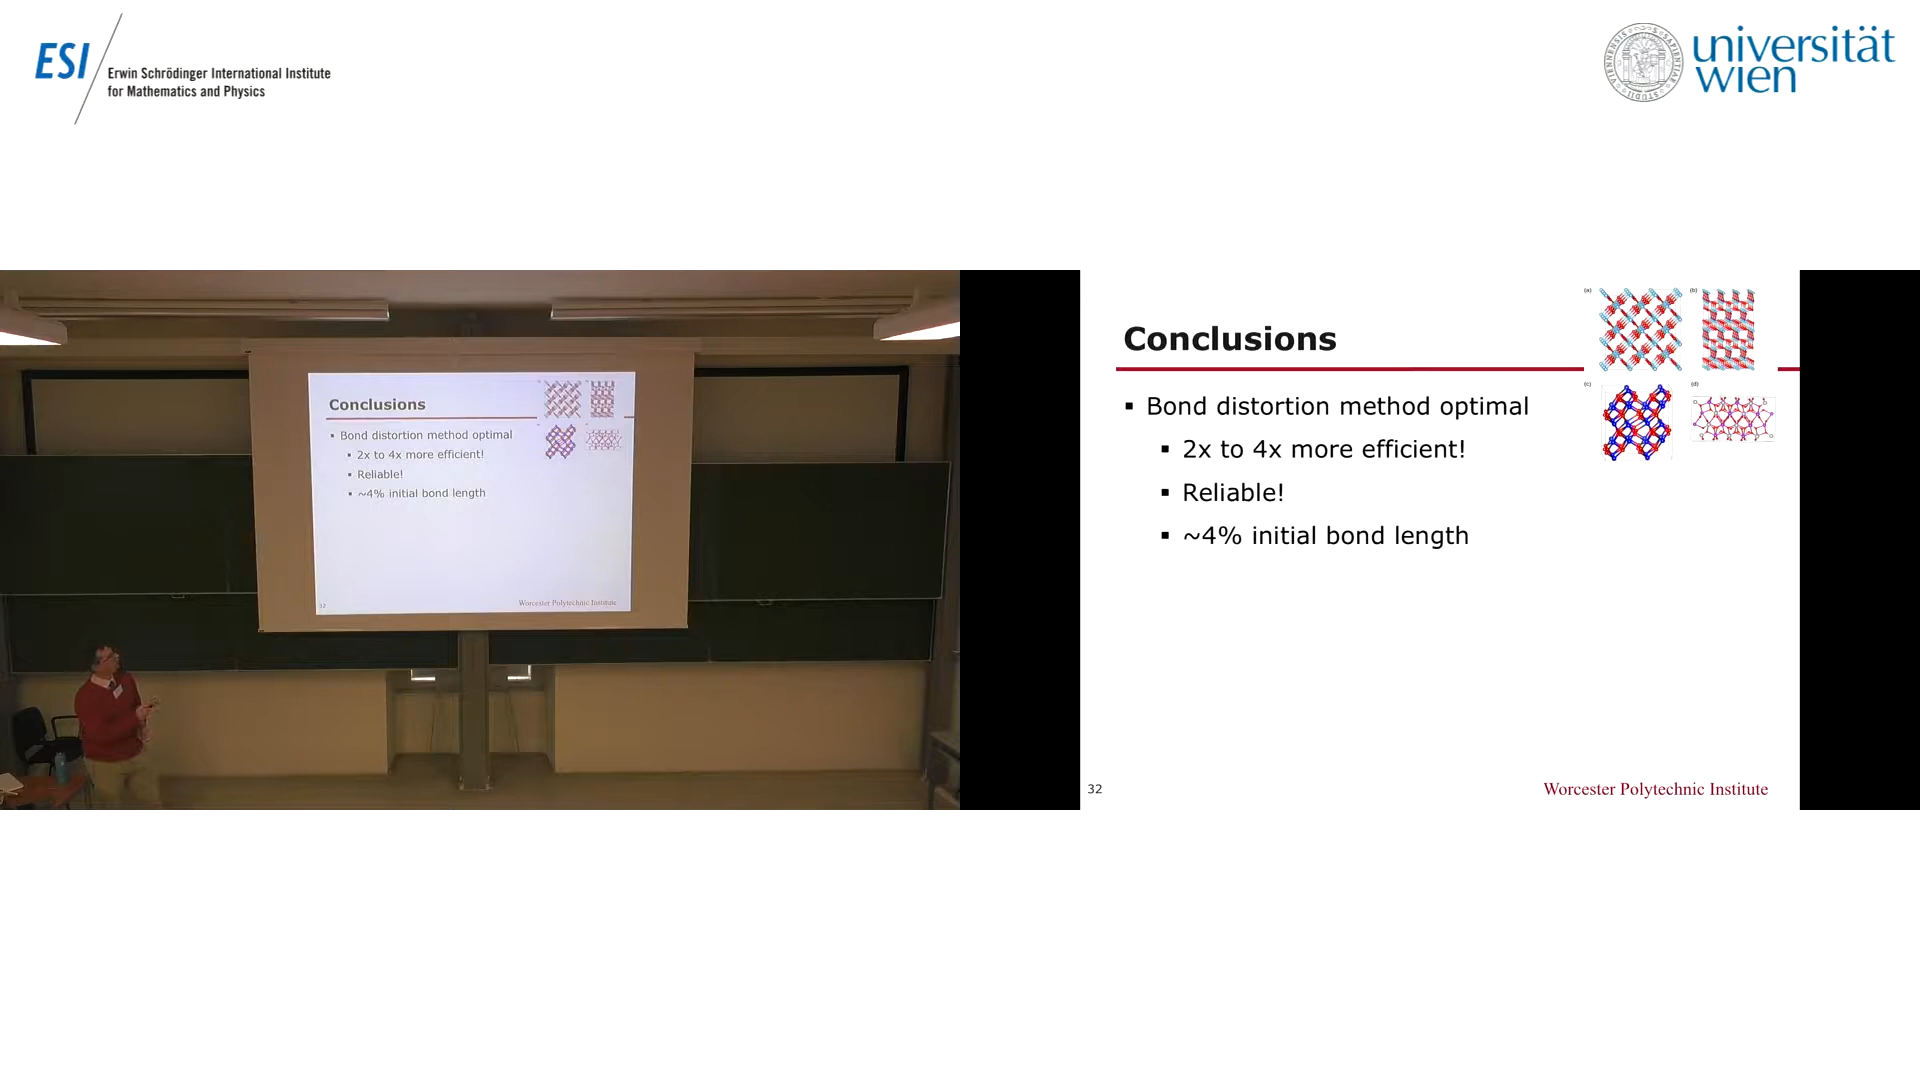 ESI
Erwin Schrödinger International Institute
for Mathematics and Physics
universität
wien
Conclusions
▪ Bond distortion method optimal
▪ 2x to 4x more efficient!
▪ Reliable!
▪ ~4% initial bond length
32
Worcester Polytechnic Institute
(a)
(b)
(c)
(d)
Conclusions
▪ Bond distortion method optimal
▪ 2x to 4x more efficient!
▪ Reliable!
▪ ~4% initial bond length
32
Worcester Polytechnic Institute